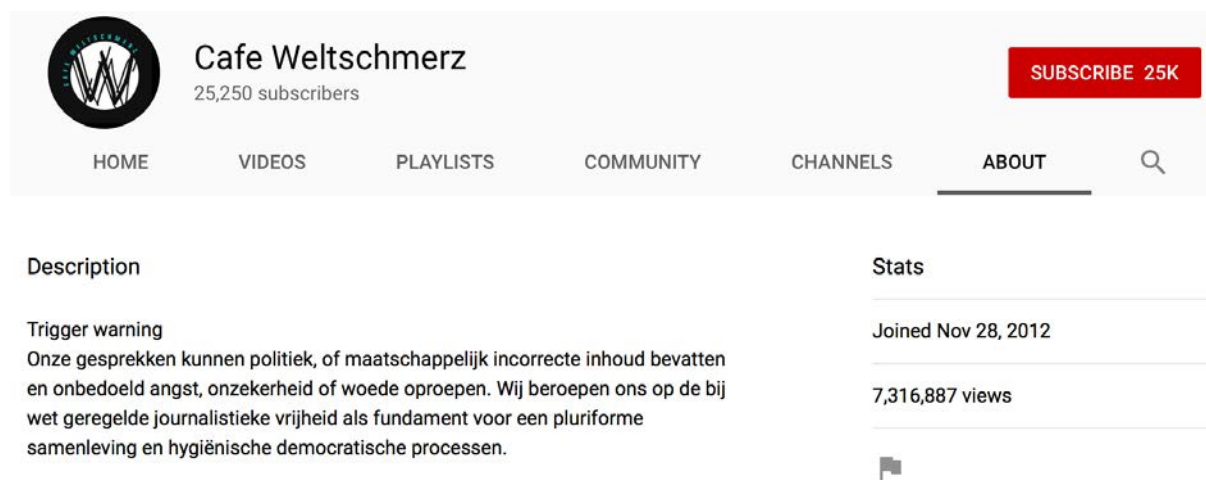 CAFE WELTSCHMERZ
Cafe Weltschmerz
25,250 subscribers
SUBSCRIBE 25K
HOME VIDEOS PLAYLISTS COMMUNITY CHANNELS ABOUT
Description
Trigger warning
Onze gesprekken kunnen politiek, of maatschappelijk incorrecte inhoud bevatten
en onbedoeld angst, onzekerheid of woede oproepen. Wij beroepen ons op de bij
wet geregelde journalistieke vrijheid als fundament voor een pluriforme
samenleving en hygiënische democratische processen.
Stats
Joined Nov 28, 2012
7,316,887 views